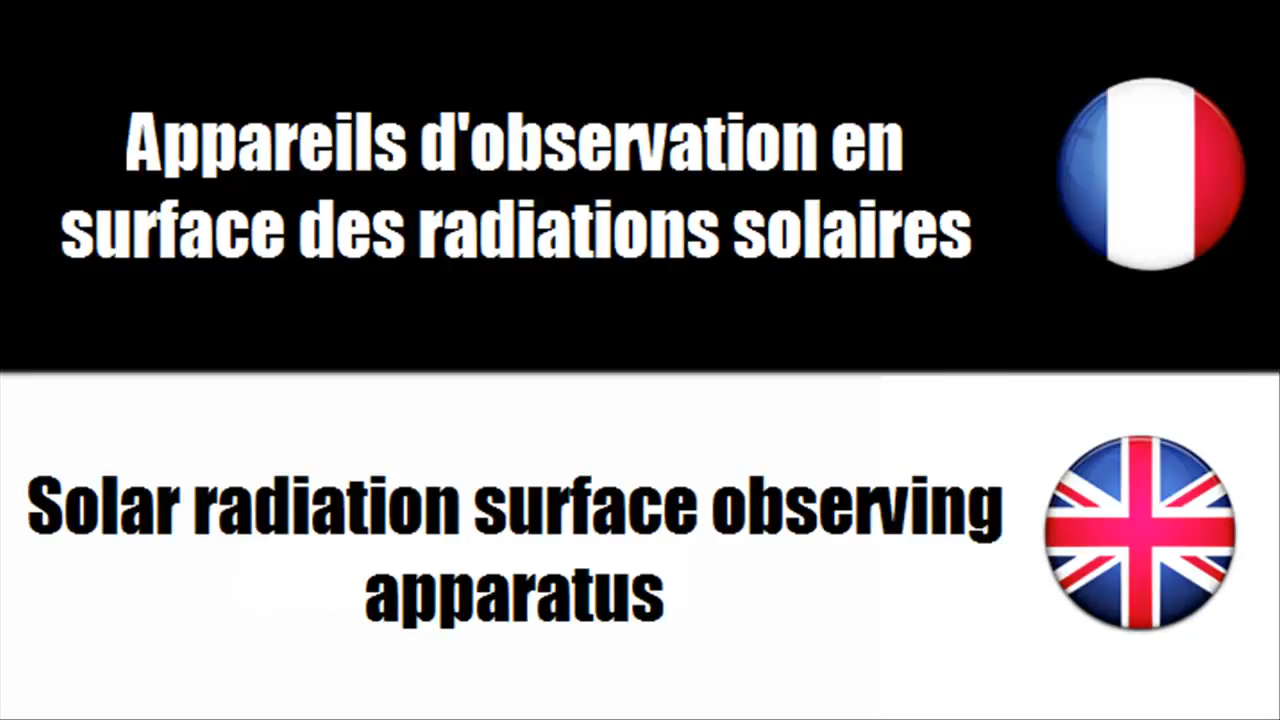 Appareils d'observation en
surface des radiations solaires
Solar radiation surface observing
apparatus